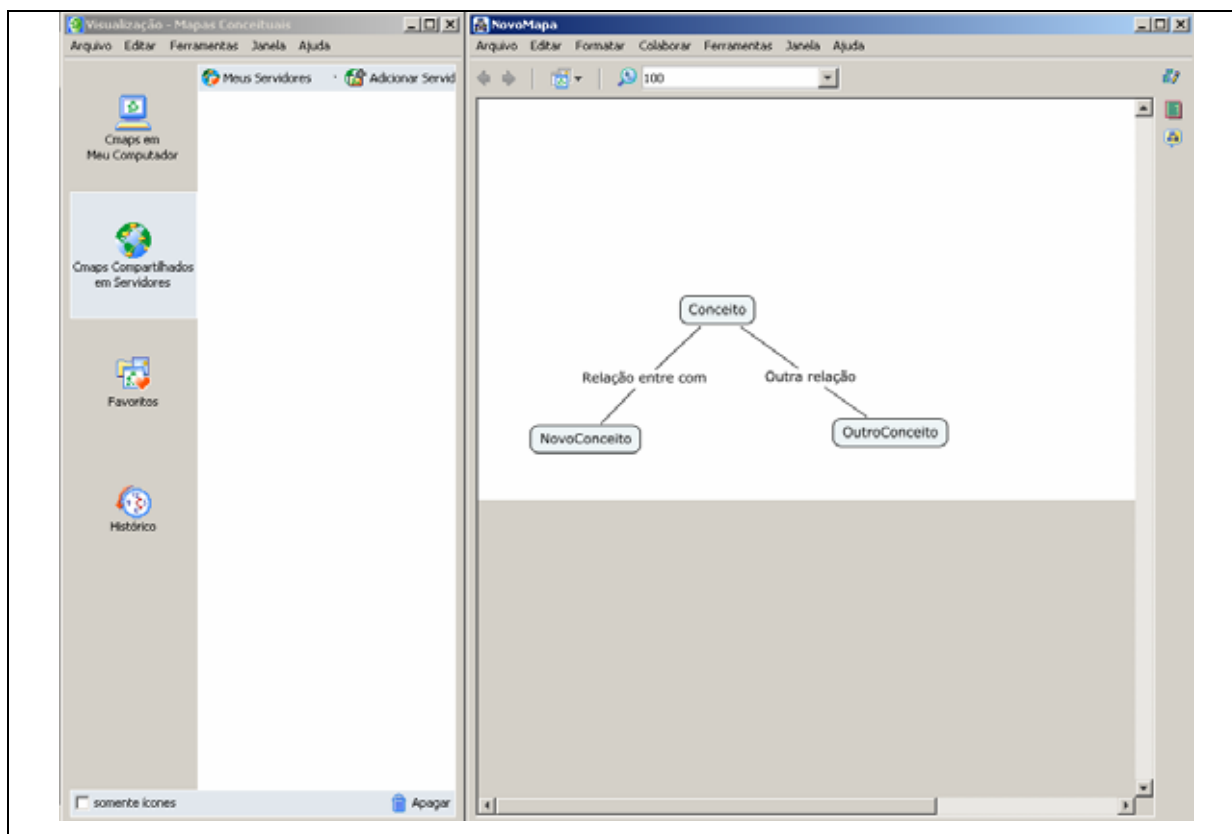 Visualização - Mapas Conceituais
Arquivo Editar Ferramentas Janela Ajuda
Meus Servidores
Adicionar Servid
Cmaps em
Meu Computador
Cmaps Compartilhados
em Servidores
Favoritos
Histórico
somente ícones
Apagar
NovoMapa
Arquivo Editar Formatar Colaborar Ferramentas Janela Ajuda
100
Conceito
Relação entre com
Outra relação
NovoConceito
OutroConceito